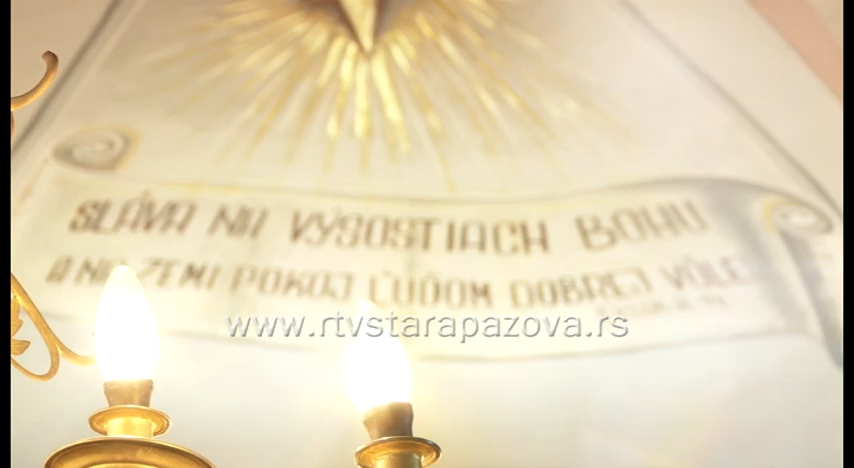 SLÁVA NA VÝSOSTIACH BOHU
A NA ZEMI POKOJ ĽUĎOM DOBREJ VÔLE
www.rtvstarapazova.rs